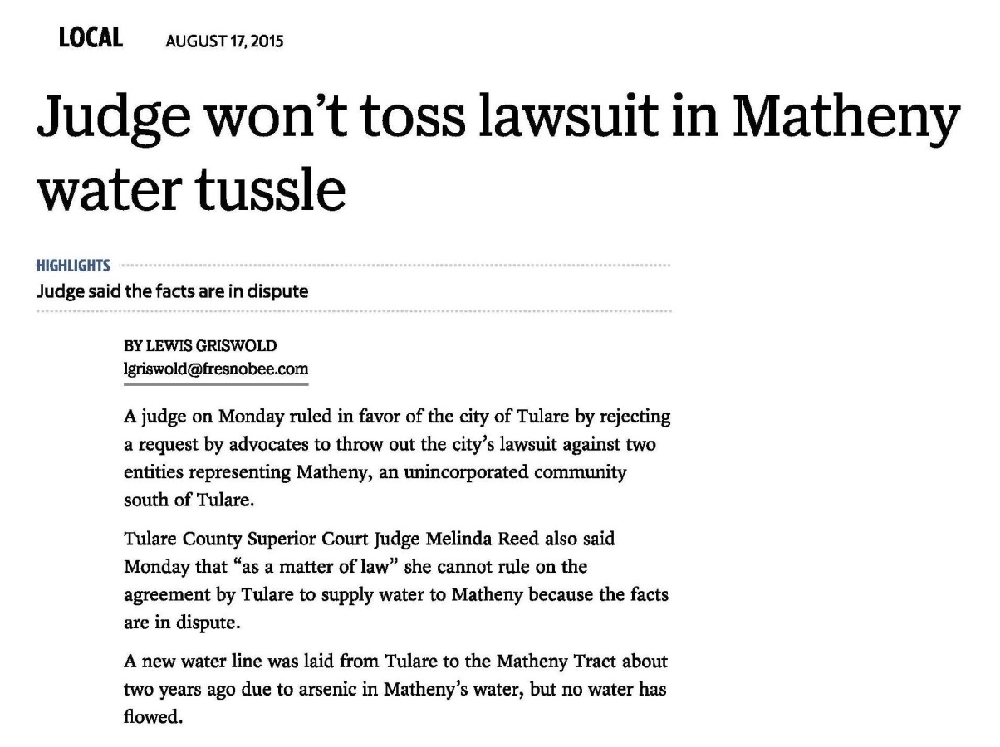 LOCAL AUGUST 17, 2015
Judge won’t toss lawsuit in Matheny
water tussle
HIGHLIGHTS
Judge said the facts are in dispute
BY LEWIS GRISWOLD
lgriswold@fresnobee.com
A judge on Monday ruled in favor of the city of Tulare by rejecting
a request by advocates to throw out the city’s lawsuit against two
entities representing Matheny, an unincorporated community
south of Tulare.
Tulare County Superior Court Judge Melinda Reed also said
Monday that “as a matter of law” she cannot rule on the
agreement by Tulare to supply water to Matheny because the facts
are in dispute.
A new water line was laid from Tulare to the Matheny Tract about
two years ago due to arsenic in Matheny’s water, but no water has
flowed.